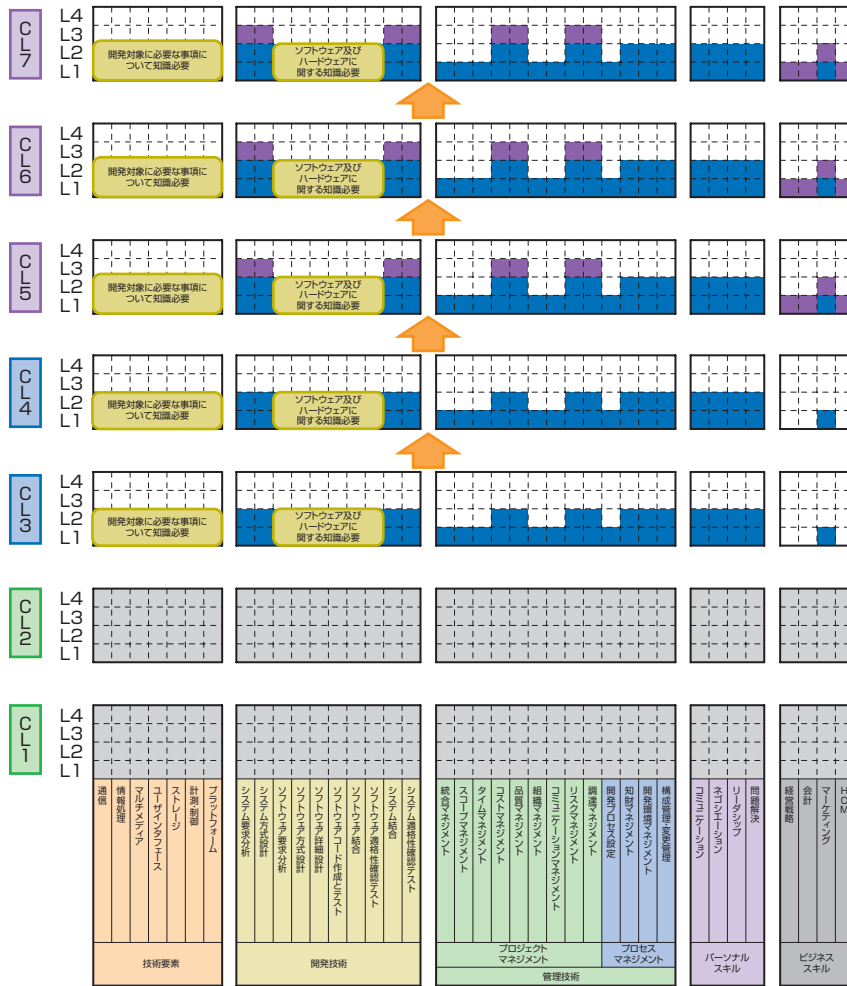 CL7
L4
L3
L2
L1
開発対象に必要な事項に
ついて知識必要
ソフトウェア及び
ハードウェアに
関する知識必要
CL6
L4
L3
L2
L1
開発対象に必要な事項に
ついて知識必要
ソフトウェア及び
ハードウェアに
関する知識必要
CL5
L4
L3
L2
L1
開発対象に必要な事項に
ついて知識必要
ソフトウェア及び
ハードウェアに
関する知識必要
CL4
L4
L3
L2
L1
開発対象に必要な事項に
ついて知識必要
ソフトウェア及び
ハードウェアに
関する知識必要
CL3
L4
L3
L2
L1
開発対象に必要な事項に
ついて知識必要
ソフトウェア及び
ハードウェアに
関する知識必要
CL2
L4
L3
L2
L1
CL1
L4
L3
L2
L1
通信
情報処理
マルチメディア
ユーザインタフェース
ストレージ
計測制御
プラットフォーム
技術要素
システム要求分析
システム方式設計
ソフトウェア要求分析
ソフトウェア方式設計
ソフトウェア詳細設計
ソフトウェアコード作成とテスト
ソフトウェア結合
ソフトウェア適格性確認テスト
システム結合
システム適格性確認テスト
開発技術
統合マネジメント
スコープマネジメント
タイムマネジメント
コストマネジメント
品質マネジメント
組織マネジメント
コミュニケーションマネジメント
リスクマネジメント
調達マネジメント
開発プロセス設定
知財マネジメント
開発環境マネジメント
構成管理・変更管理
プロジェクト
マネジメント
プロセス
マネジメント
管理技術
コミュニケーション
ネゴシエーション
リーダシップ
問題解決
パーソナル
スキル
経営戦略
会計
マーケティング
HCM
ビジネス
スキル